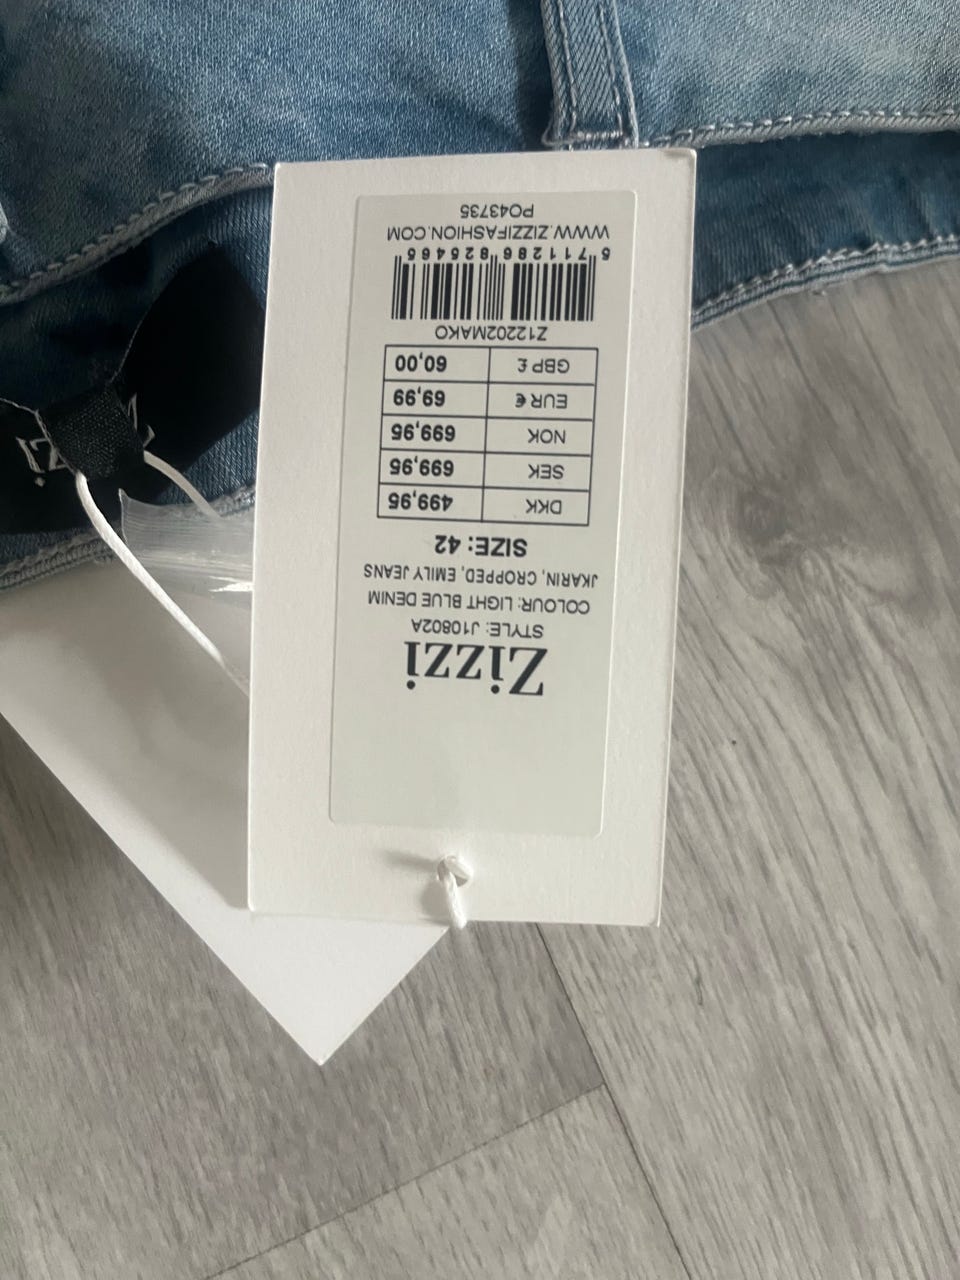 Zizzi
STYLE: J10802A
COLOUR: LIGHT BLUE DENIM
JKARIN, CROPPED, EMILY JEANS
SIZE: 42
DKK 499,95
SEK 699,95
NOK 699,95
EUR € 69,99
GBP £ 60,00
Z12202MAKO
5 711286 825465
WWW.ZIZZIFASHION.COM
PO43735